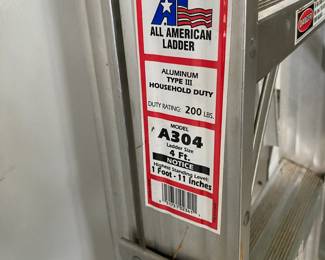 ALL AMERICAN
LADDER
ALUMINUM
TYPE III
HOUSEHOLD DUTY
DUTY RATING: 200 LBS.
MODEL
A304
Ladder Size
4 Ft.
NOTICE
Highest Standing Level:
1 Foot - 11 Inches